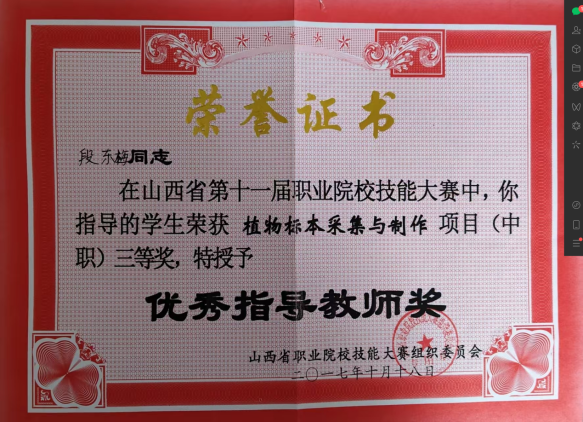 荣誉证书
段东梅同志
在山西省第十一届职业院校技能大赛中，你
指导的学生荣获 植物标本采集与制作 项目（中
职）三等奖，特授予
优秀指导教师奖
山西省职业院校技能大赛组织委员会
二〇一七年十月十八日